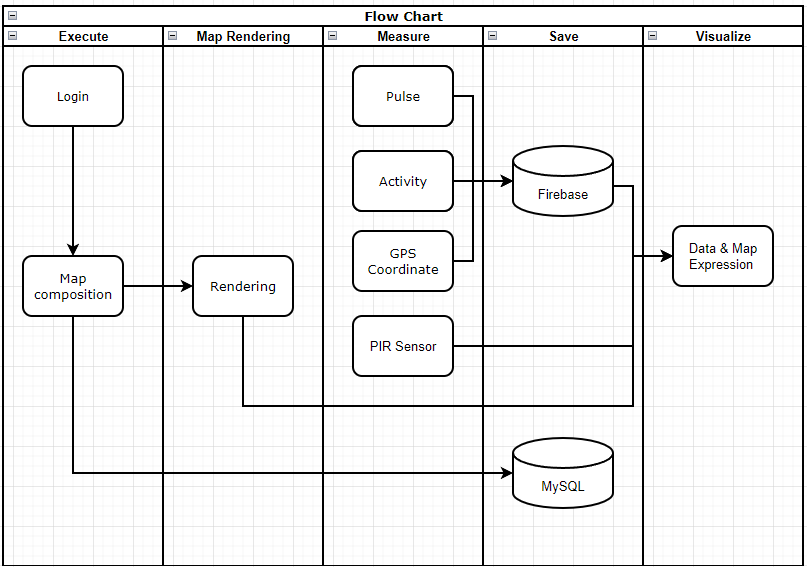 Flow Chart
Execute
Map Rendering
Measure
Save
Visualize
Login
Pulse
Activity
Firebase
GPS
Coordinate
Data & Map
Expression
Map
composition
Rendering
PIR Sensor
MySQL